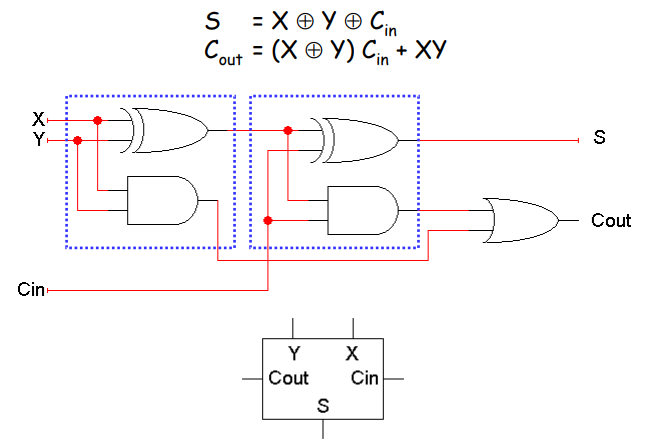 S = X ⊕ Y ⊕ Cin
Cout = (X ⊕ Y) Cin + XY
X
Y
S
Cout
Cin
Y X
Cout Cin
S